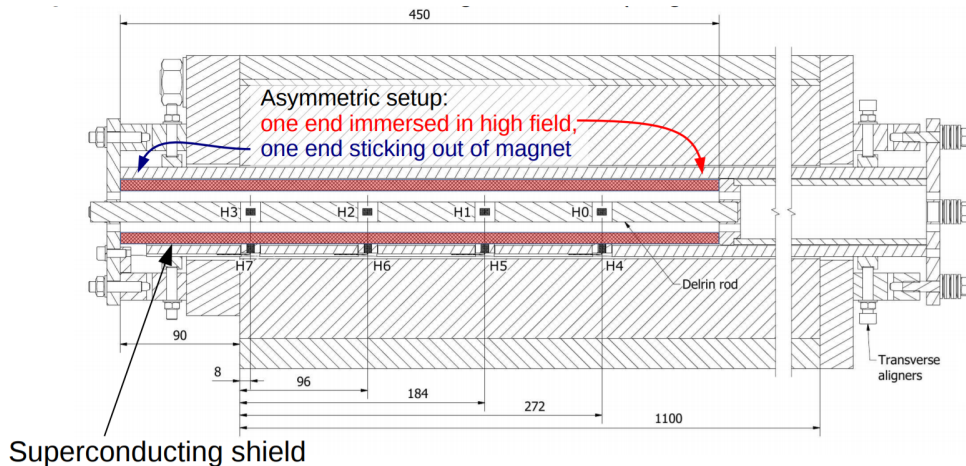 450
Asymmetric setup:
one end immersed in high field,
one end sticking out of magnet
H3 H2 H1 H0
H7 H6 H5 H4
Delrin rod
90
8
96
184
272
1100
Transverse
aligners
Superconducting shield